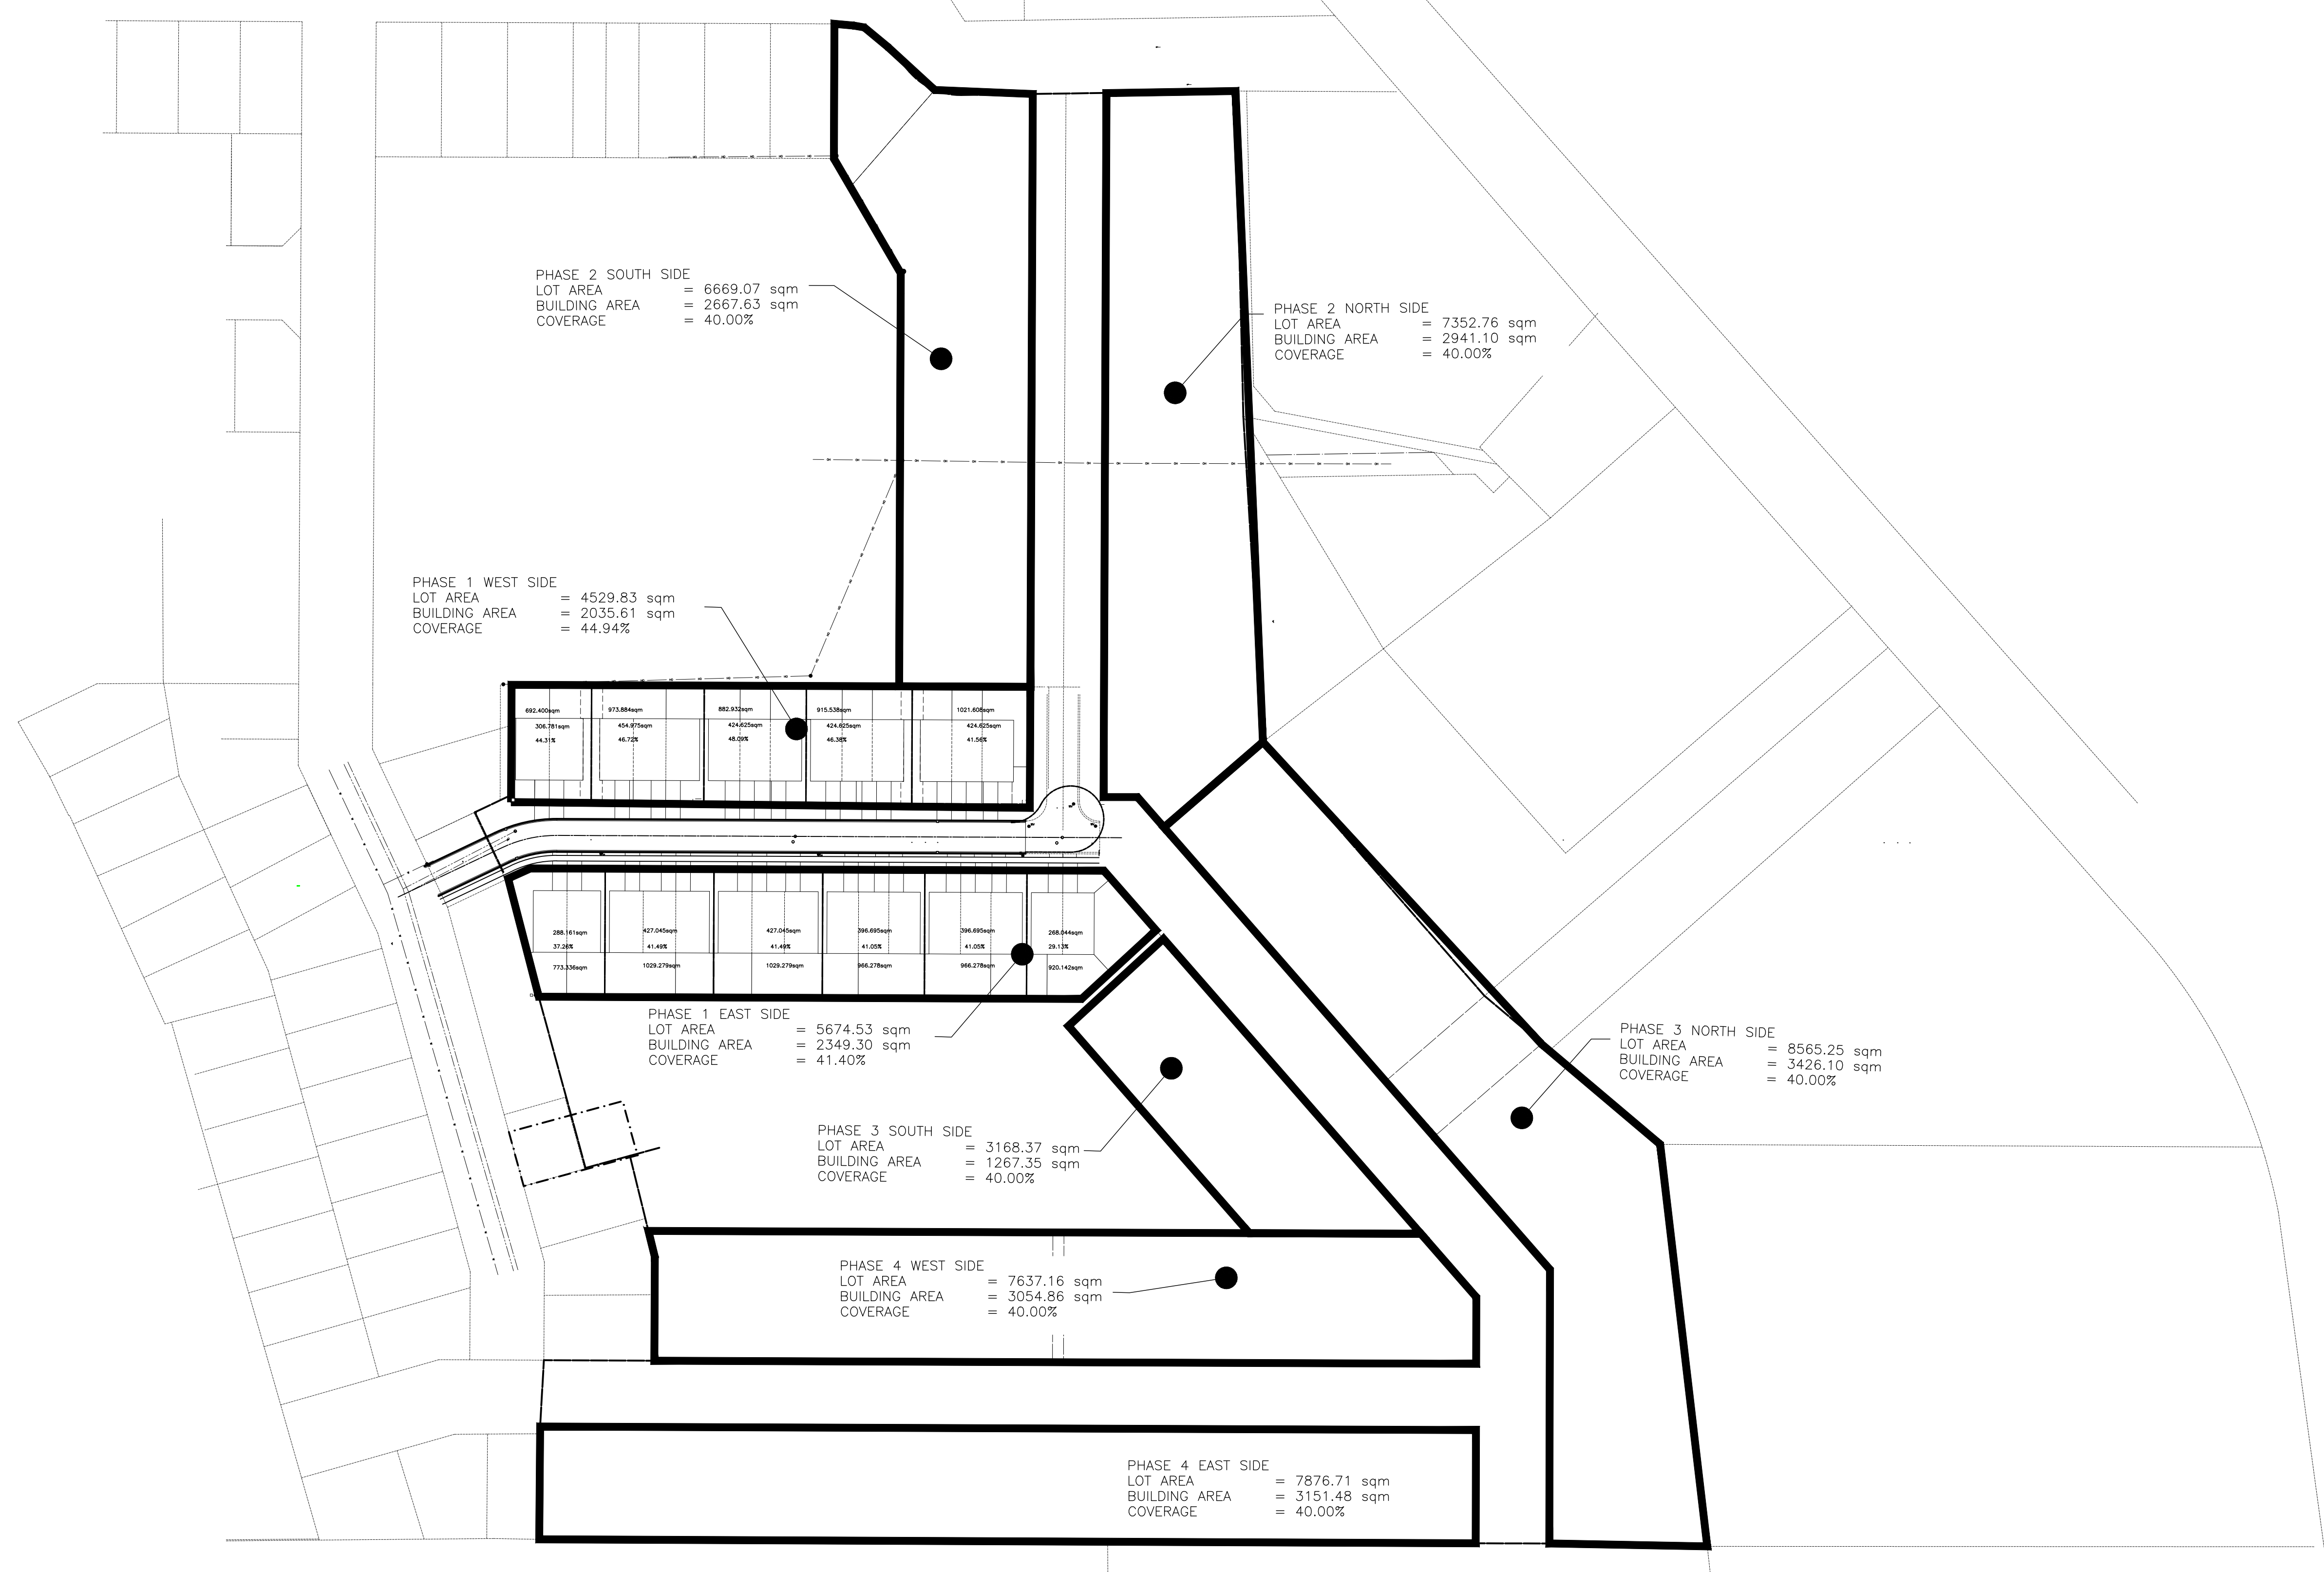 PHASE 2 SOUTH SIDE
LOT AREA = 6669.07 sqm
BUILDING AREA = 2667.63 sqm
COVERAGE = 40.00%
PHASE 2 NORTH SIDE
LOT AREA = 7352.76 sqm
BUILDING AREA = 2941.10 sqm
COVERAGE = 40.00%
PHASE 1 WEST SIDE
LOT AREA = 4529.83 sqm
BUILDING AREA = 2035.61 sqm
COVERAGE = 44.94%
692.400sqm
306.781sqm
44.31%
973.884sqm
454.975sqm
46.72%
882.932sqm
424.625sqm
48.09%
915.538sqm
424.625sqm
46.38%
1021.608sqm
424.625sqm
41.56%
288.161sqm
37.26%
773.336sqm
427.045sqm
41.49%
1029.279sqm
427.045sqm
41.49%
1029.279sqm
396.695sqm
41.05%
966.278sqm
396.695sqm
41.05%
966.278sqm
268.044sqm
29.13%
920.142sqm
PHASE 1 EAST SIDE
LOT AREA = 5674.53 sqm
BUILDING AREA = 2349.30 sqm
COVERAGE = 41.40%
PHASE 3 NORTH SIDE
LOT AREA = 8565.25 sqm
BUILDING AREA = 3426.10 sqm
COVERAGE = 40.00%
PHASE 3 SOUTH SIDE
LOT AREA = 3168.37 sqm
BUILDING AREA = 1267.35 sqm
COVERAGE = 40.00%
PHASE 4 WEST SIDE
LOT AREA = 7637.16 sqm
BUILDING AREA = 3054.86 sqm
COVERAGE = 40.00%
PHASE 4 EAST SIDE
LOT AREA = 7876.71 sqm
BUILDING AREA = 3151.48 sqm
COVERAGE = 40.00%